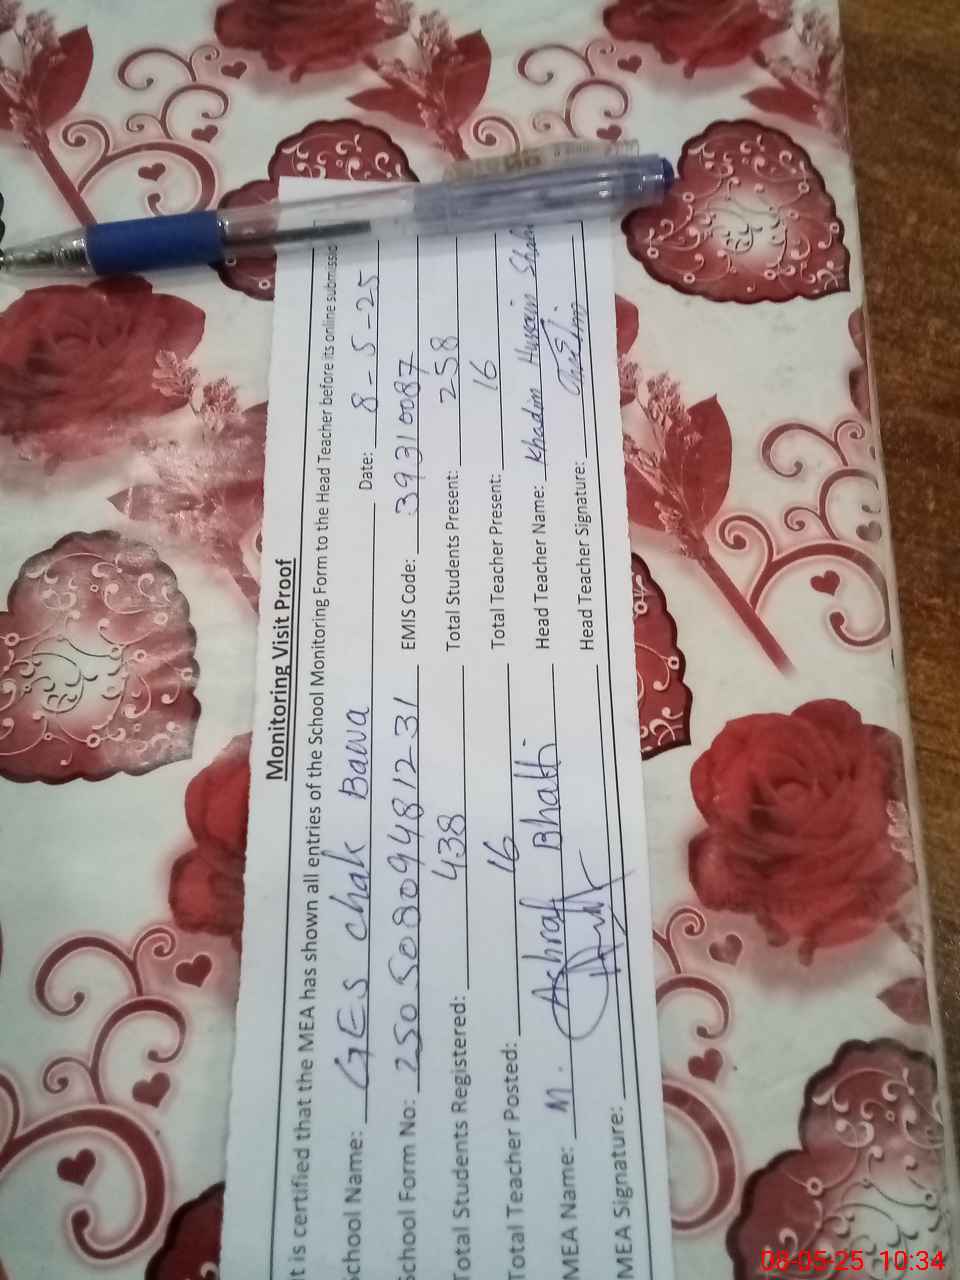 Monitoring Visit Proof
It is certified that the MEA has shown all entries of the School Monitoring Form to the Head Teacher before its online submissio
School Name: GES Chak Bawa Date: 8-5-25
School Form No: 2505080094812-31 EMIS Code: 39310087
Total Students Registered: 438 Total Students Present: 258
Total Teacher Posted: 16 Total Teacher Present: 16
MEA Name: M. Ashraf Bhatti Head Teacher Name: Khadim Hussain Shah
MEA Signature: Head Teacher Signature:
08-05-25 10:34